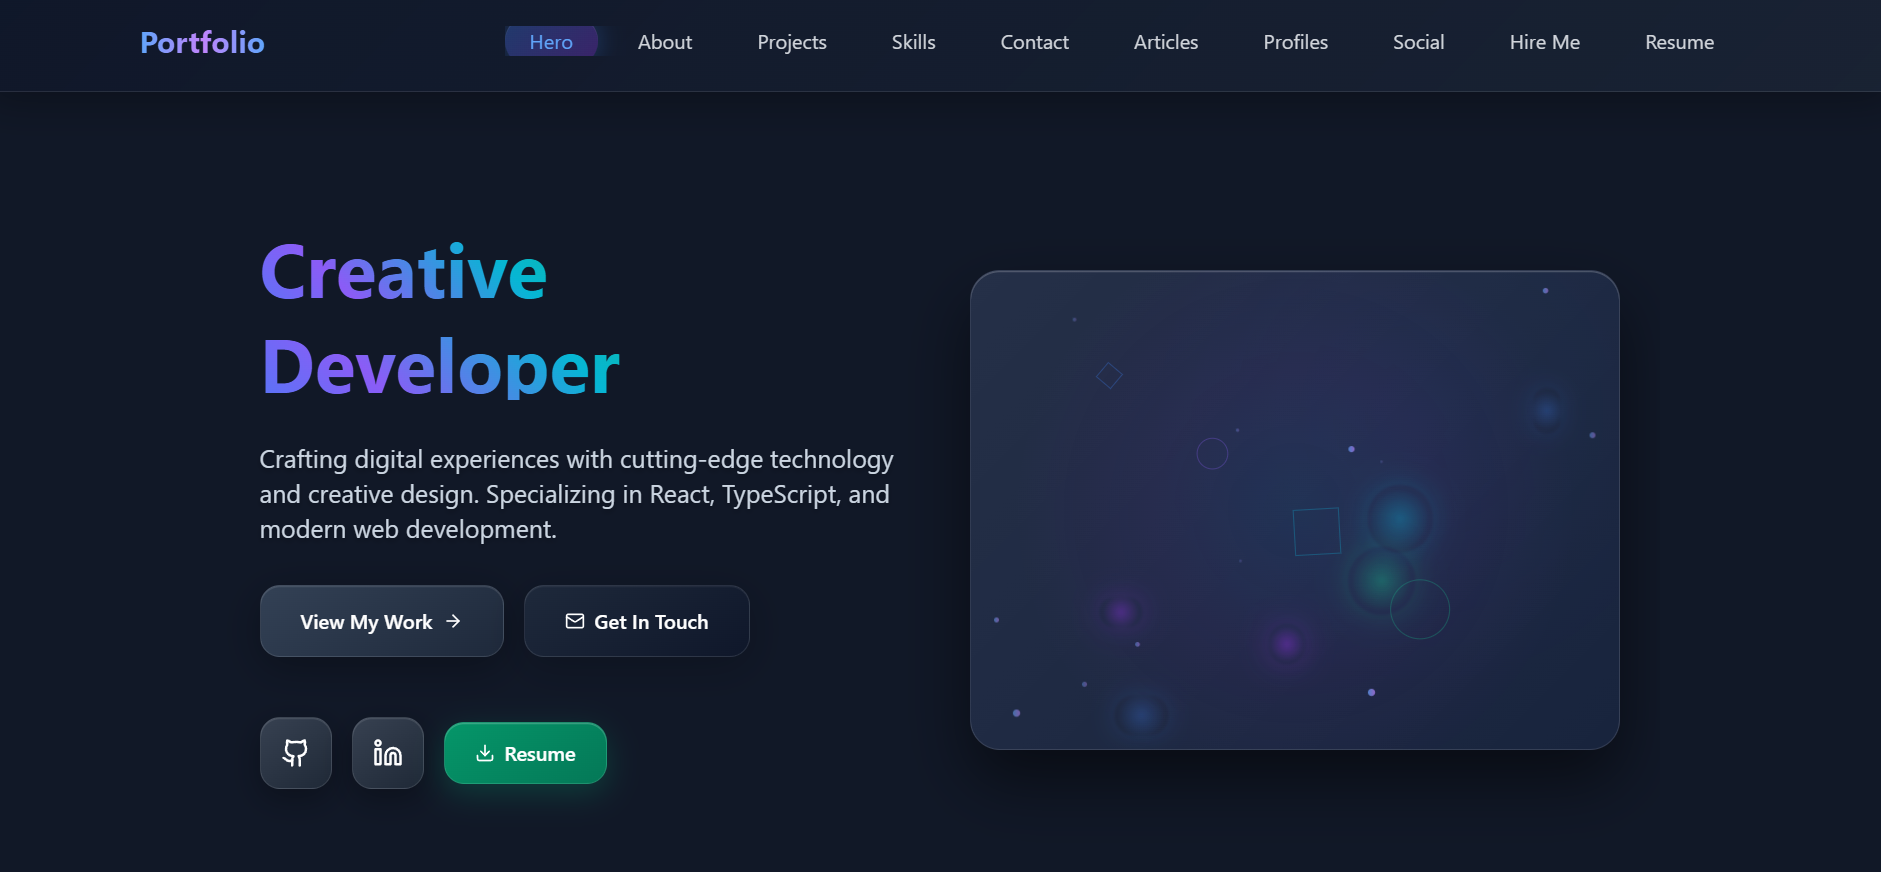 Portfolio
Hero
About
Projects
Skills
Contact
Articles
Profiles
Social
Hire Me
Resume
Creative
Developer
Crafting digital experiences with cutting-edge technology
and creative design. Specializing in React, TypeScript, and
modern web development.
View My Work
Get In Touch
Resume